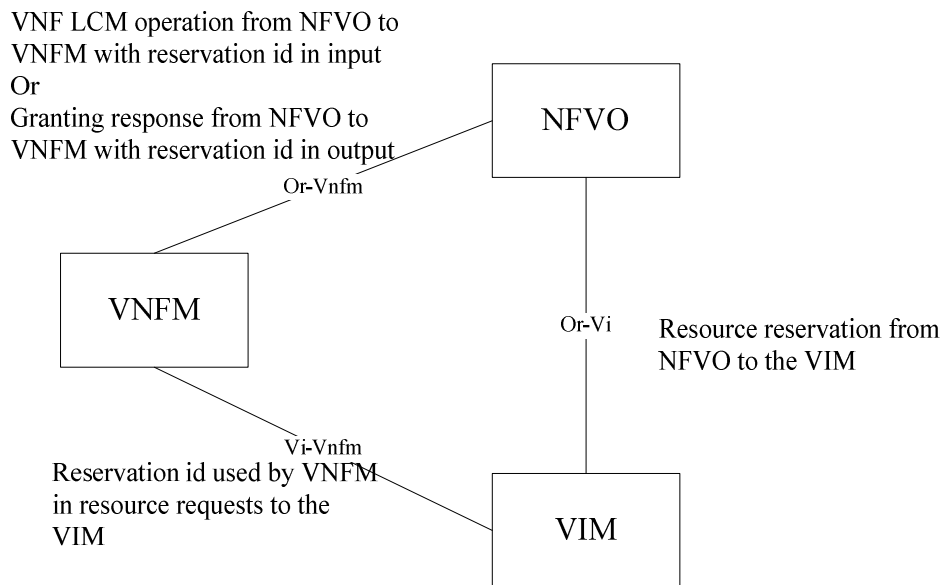 VNF LCM operation from NFVO to
VNFM with reservation id in input
Or
Granting response from NFVO to
VNFM with reservation id in output
NFVO
Or-Vnfm
VNFM
Or-Vi
Resource reservation from
NFVO to the VIM
Vi-Vnfm
Reservation id used by VNFM
in resource requests to the
VIM
VIM